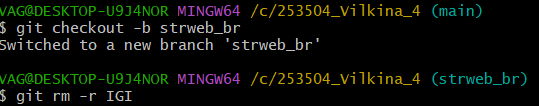 VAG@DESKTOP-U9J4NOR MINGW64 /c/253504_Vilkina_4 (main)
$ git checkout -b strweb_br
Switched to a new branch 'strweb_br'
VAG@DESKTOP-U9J4NOR MINGW64 /c/253504_Vilkina_4 (strweb_br)
$ git rm -r IGI